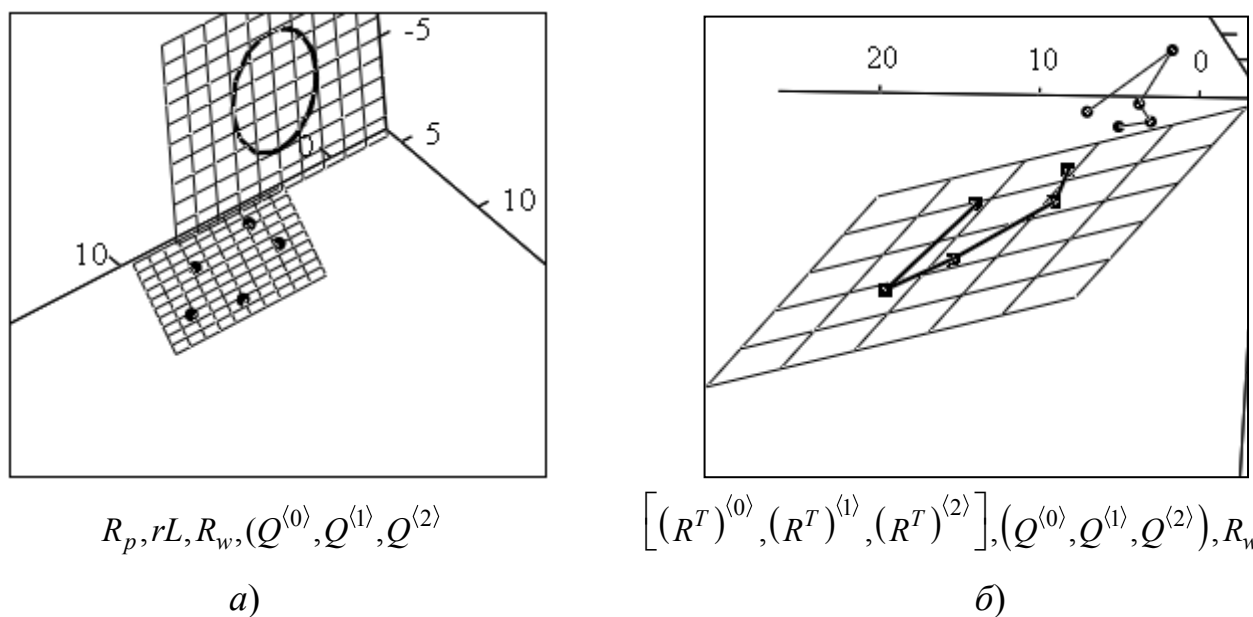 -5
0
5
10
10
20
10
0
R_p,rL,R_w,(Q^{⟨0⟩},Q^{⟨1⟩},Q^{⟨2⟩}
[(R^T)^{⟨0⟩},(R^T)^{⟨1⟩},(R^T)^{⟨2⟩}],(Q^{⟨0⟩},Q^{⟨1⟩},Q^{⟨2⟩}),R_w
а)
б)